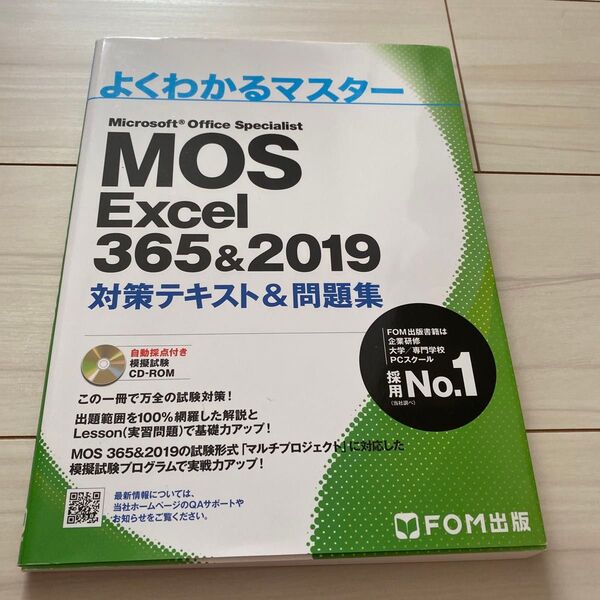 よくわかるマスター
Microsoft® Office Specialist
MOS
Excel
365&2019
対策テキスト&問題集
自動採点付き
模擬試験
CD-ROM
FOM出版書籍は
企業研修
大学/専門学校
PCスクール
採用No.1
(当社調べ)
この一冊で万全の試験対策！
出題範囲を100%網羅した解説と
Lesson(実習問題)で基礎力アップ！
MOS 365&2019の試験形式「マルチプロジェクト」に対応した
模擬試験プログラムで実戦力アップ！
最新情報については、
当社ホームページのQAサポートや
お知らせをご覧ください。
FOM出版